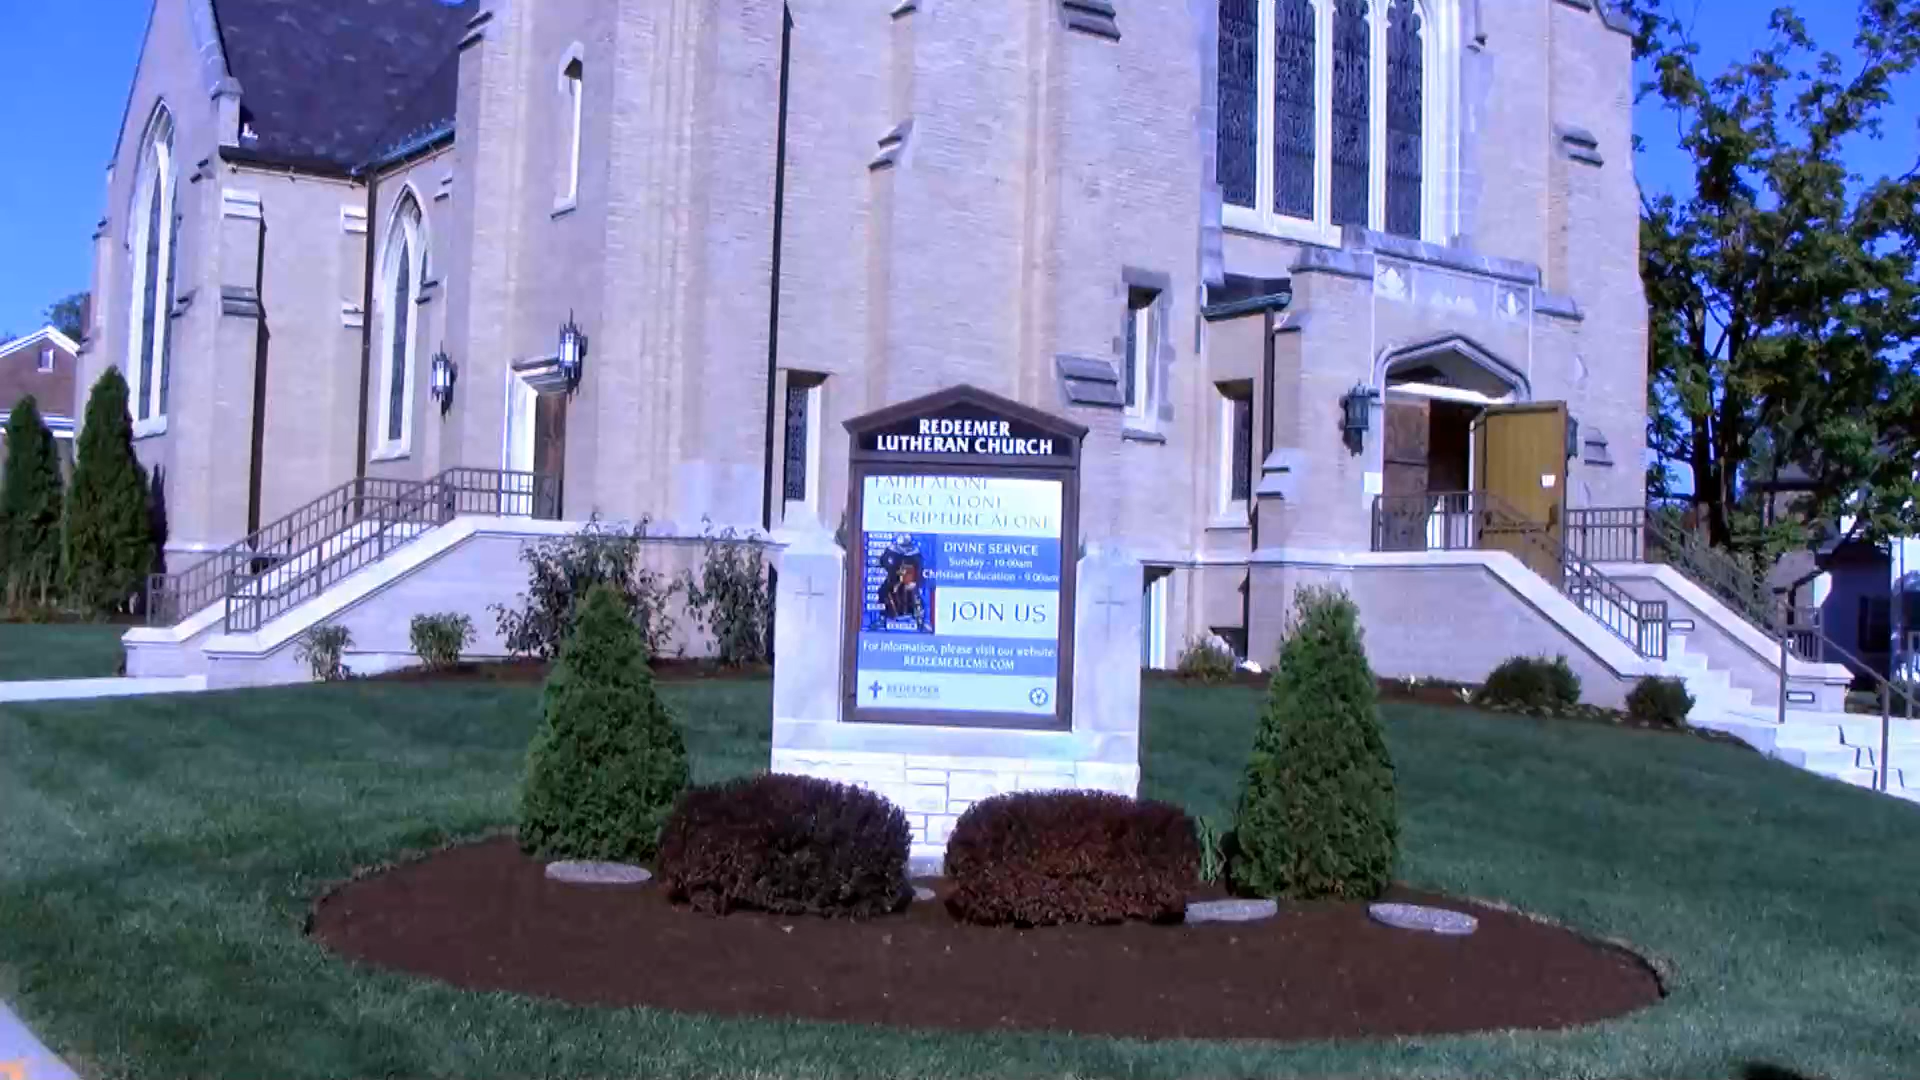 REDEEMER
LUTHERAN CHURCH
FAITH ALONE
GRACE ALONE
SCRIPTURE ALONE
DIVINE SERVICE
Sunday - 10:00am
Christian Education - 9:00am
JOIN US
For information, please visit our website:
REDEEMERLCMS.COM
REDEEMER